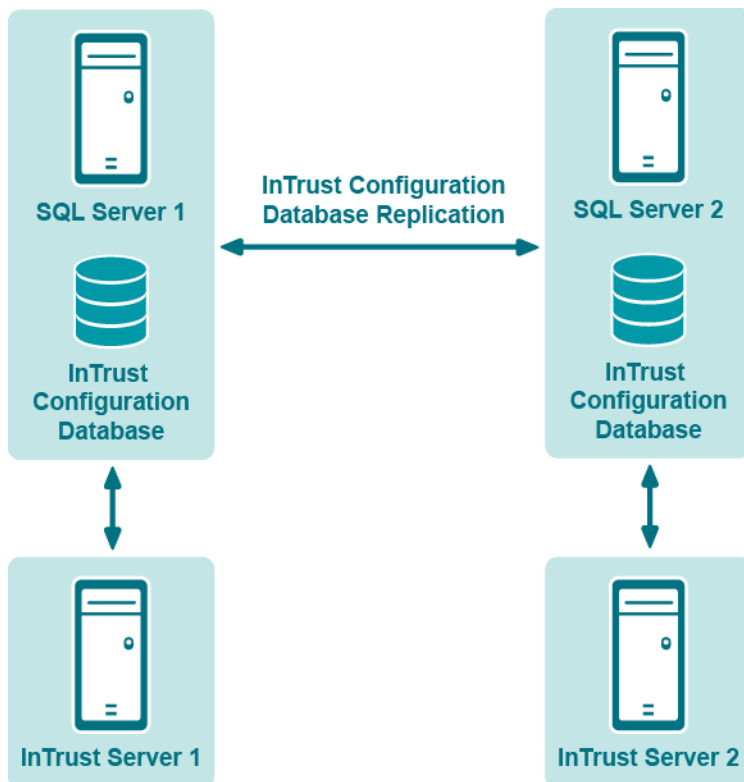 SQL Server 1
InTrust
Configuration
Database
InTrust Configuration
Database Replication
SQL Server 2
InTrust
Configuration
Database
InTrust Server 1
InTrust Server 2